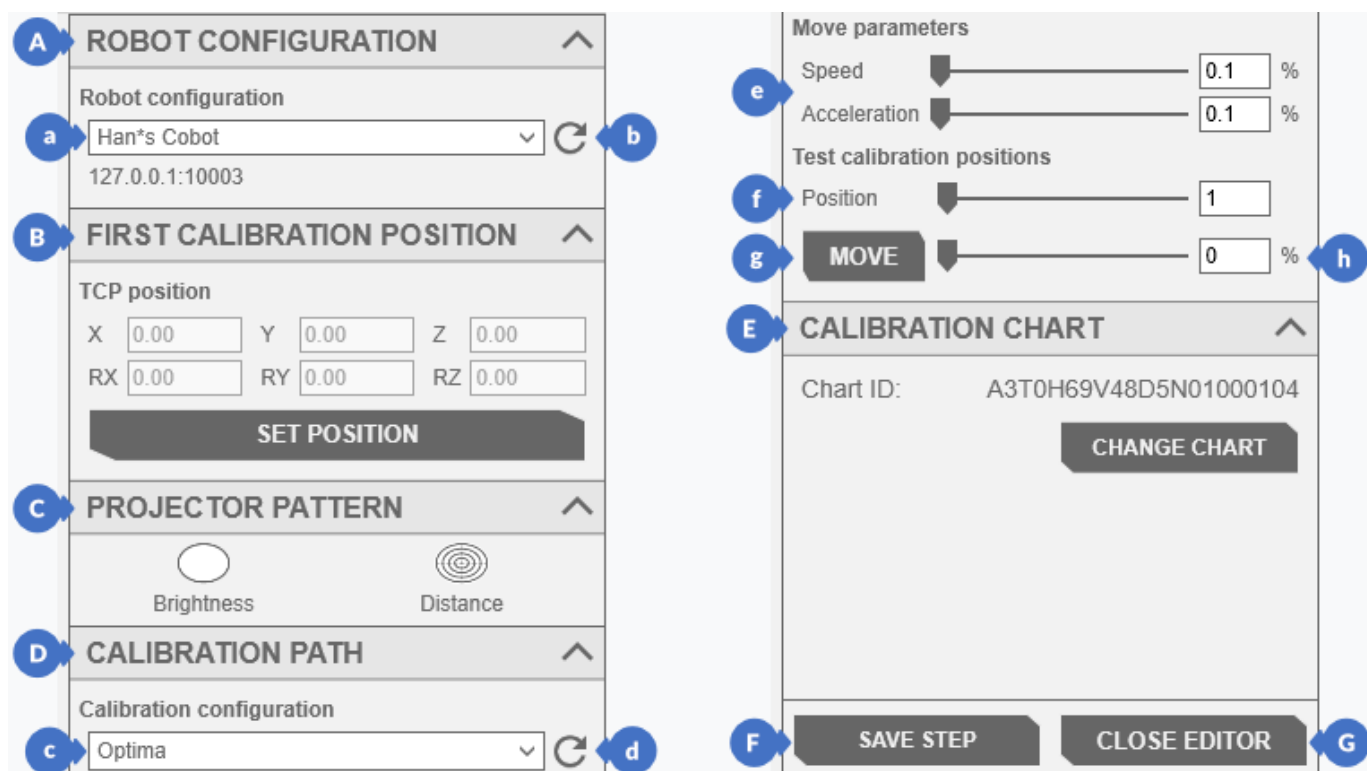 A ROBOT CONFIGURATION
Robot configuration
a Han*s Cobot b
127.0.0.1:10003
B FIRST CALIBRATION POSITION
TCP position
X 0.00 Y 0.00 Z 0.00
RX 0.00 RY 0.00 RZ 0.00
SET POSITION
C PROJECTOR PATTERN
Brightness Distance
D CALIBRATION PATH
Calibration configuration
c Optima d
Move parameters
e
Speed 0.1 %
Acceleration 0.1 %
Test calibration positions
f Position 1
g MOVE 0 % h
E CALIBRATION CHART
Chart ID: A3T0H69V48D5N01000104
CHANGE CHART
F SAVE STEP CLOSE EDITOR G